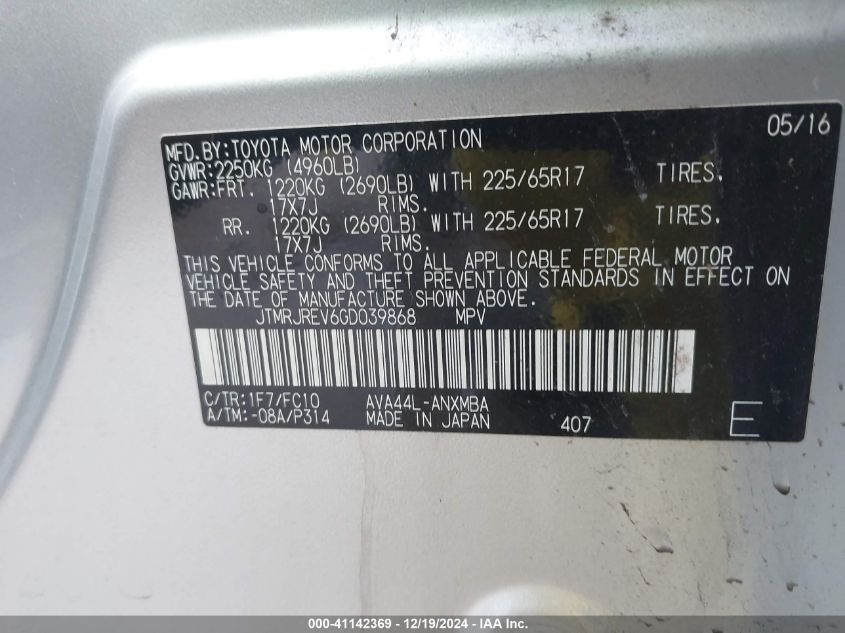 05/16
MFD.BY:TOYOTA MOTOR CORPORATION
GVWR:2250KG (4960LB)
GAWR:FRT. 1220KG (2690LB) WITH 225/65R17 TIRES.
17X7J RIMS.
RR. 1220KG (2690LB) WITH 225/65R17 TIRES.
17X7J RIMS.
THIS VEHICLE CONFORMS TO ALL APPLICABLE FEDERAL MOTOR
VEHICLE SAFETY AND THEFT PREVENTION STANDARDS IN EFFECT ON
THE DATE OF MANUFACTURE SHOWN ABOVE.
JTMRJREV6GD039868 MPV
C/TR:1F7/FC10 AVA44L-ANXMBA
A/TM:-08A/P314 MADE IN JAPAN 407 E
000-41142369 - 12/19/2024 - IAA Inc.